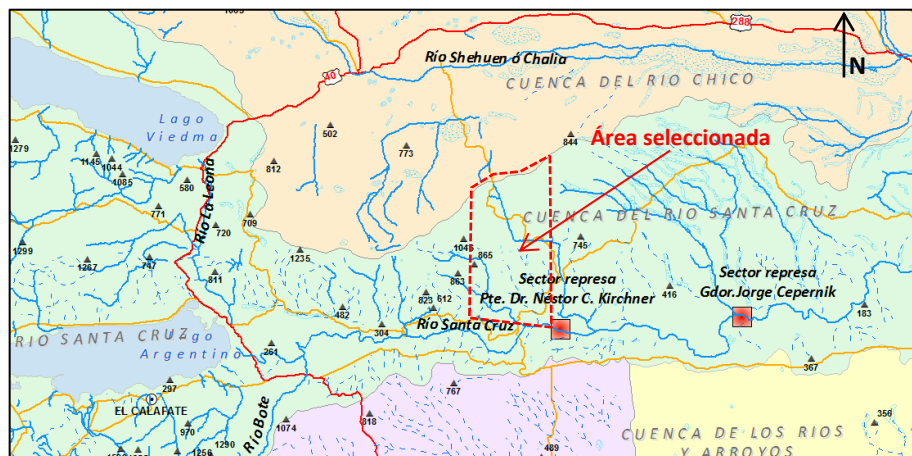 288
40
N
Río Shehuen ó Chalia
CUENCA DEL RIO CHICO
Lago
Viedma
502
773
844
Área seleccionada
1279
1145
1044
1085
812
580
Río La Leona
771
709
720
CUENCA DEL RIO SANTA CRUZ
1299
1267
747
811
1235
1045
865
863
745
Sector represa
Pte. Dr. Néstor C. Kirchner
416
Sector represa
Gdor.Jorge Cepernik
183
482
823
612
304
Río Santa Cruz
RIO SANTA CRUZ
Lago
Argentino
261
367
297
EL CALAFATE
767
Río Bote
970
1074
818
356
1290
1256
489
CUENCA DE LOS RIOS
Y ARROYOS